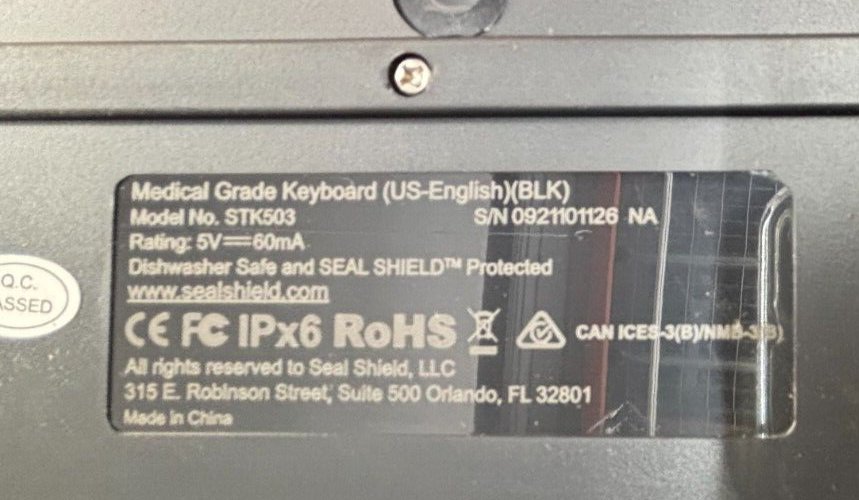 Medical Grade Keyboard (US-English)(BLK)
Model No. STK503 S/N 0921101126 NA
Rating: 5V⎓60mA
Dishwasher Safe and SEAL SHIELD™ Protected
www.sealshield.com
CE FC IPx6 RoHS CAN ICES-3(B)/NMB-3(B)
All rights reserved to Seal Shield, LLC
315 E. Robinson Street, Suite 500 Orlando, FL 32801
Made in China
Q.C.
ASSED